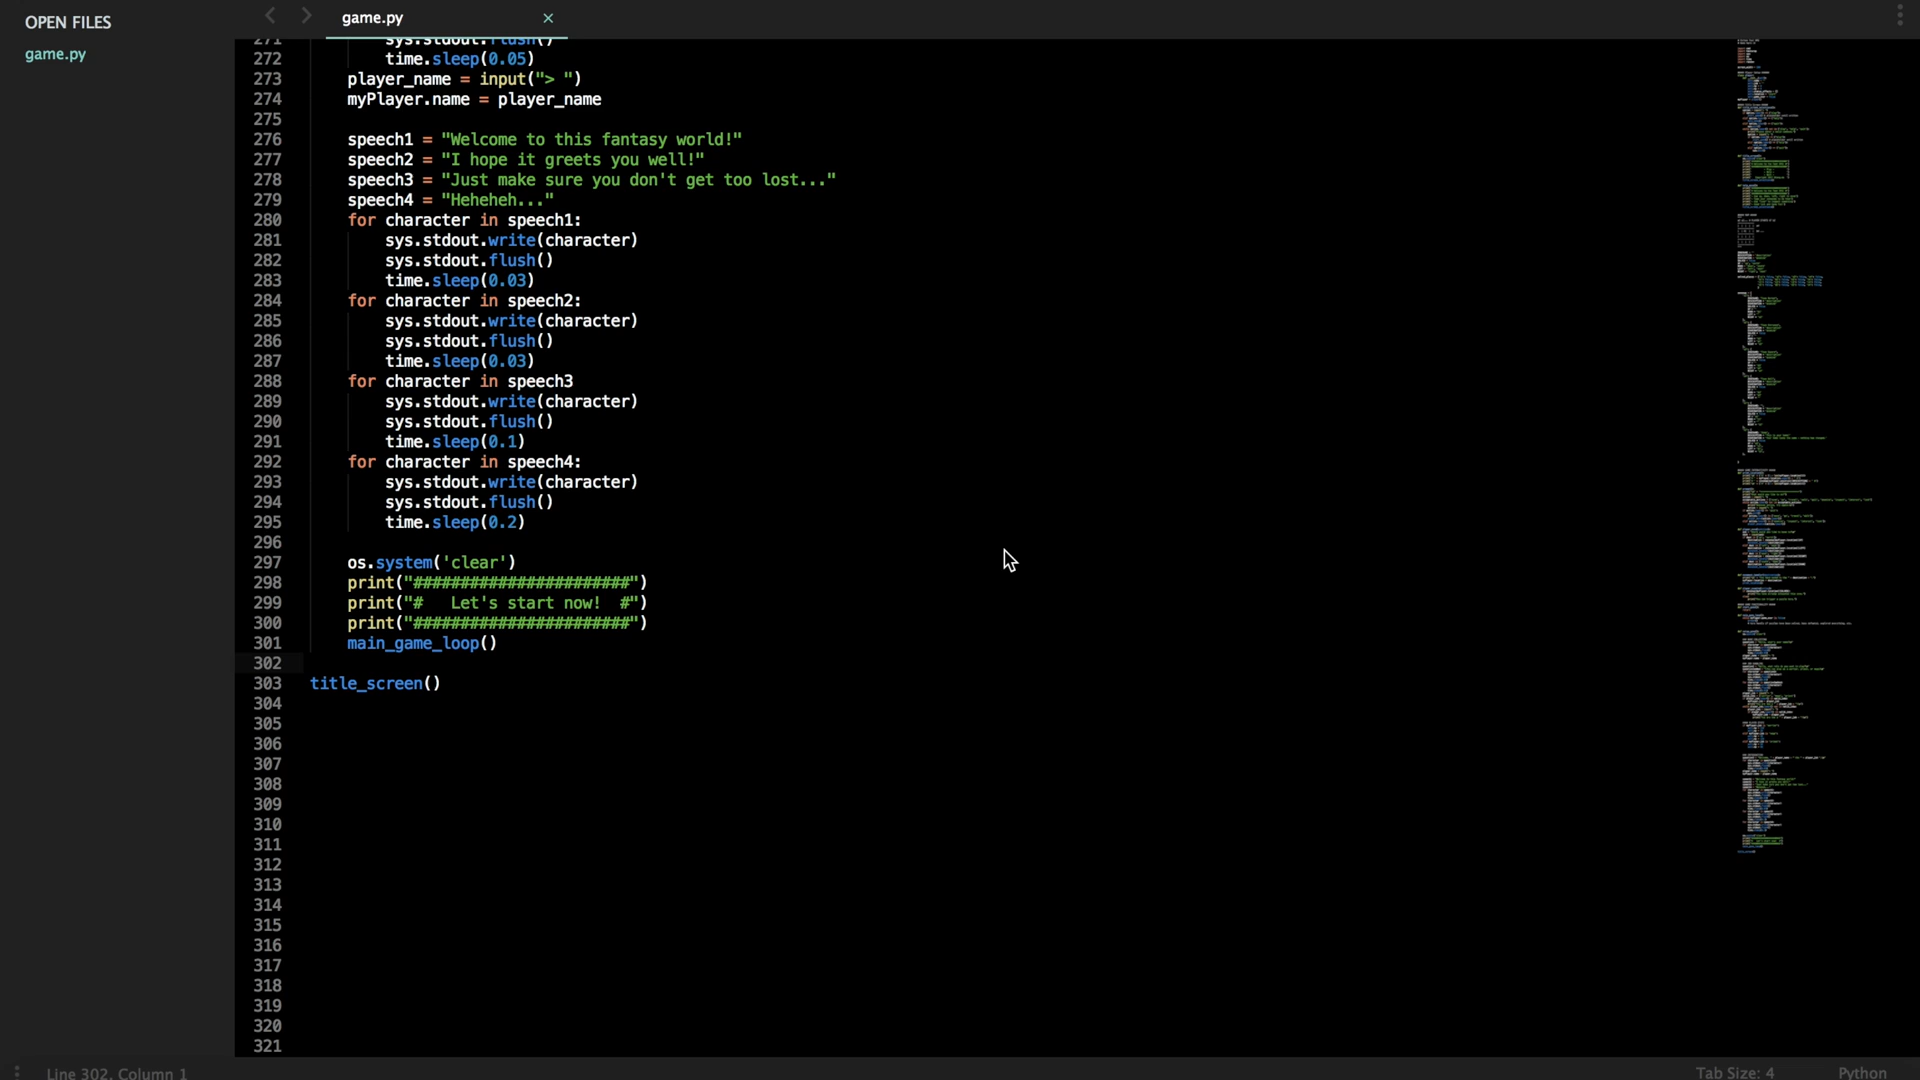 OPEN FILES
game.py
game.py ×
271 sys.stdout.flush()
272 time.sleep(0.05)
273 player_name = input("> ")
274 myPlayer.name = player_name
275
276 speech1 = "Welcome to this fantasy world!"
277 speech2 = "I hope it greets you well!"
278 speech3 = "Just make sure you don't get too lost..."
279 speech4 = "Heheheh..."
280 for character in speech1:
281 sys.stdout.write(character)
282 sys.stdout.flush()
283 time.sleep(0.03)
284 for character in speech2:
285 sys.stdout.write(character)
286 sys.stdout.flush()
287 time.sleep(0.03)
288 for character in speech3
289 sys.stdout.write(character)
290 sys.stdout.flush()
291 time.sleep(0.1)
292 for character in speech4:
293 sys.stdout.write(character)
294 sys.stdout.flush()
295 time.sleep(0.2)
296
297 os.system('clear')
298 print("#######################")
299 print("#   Let's start now!  #")
300 print("#######################")
301 main_game_loop()
302
303 title_screen()
304
305
306
307
308
309
310
311
312
313
314
315
316
317
318
319
320
321
Line 302, Column 1
Tab Size: 4
Python